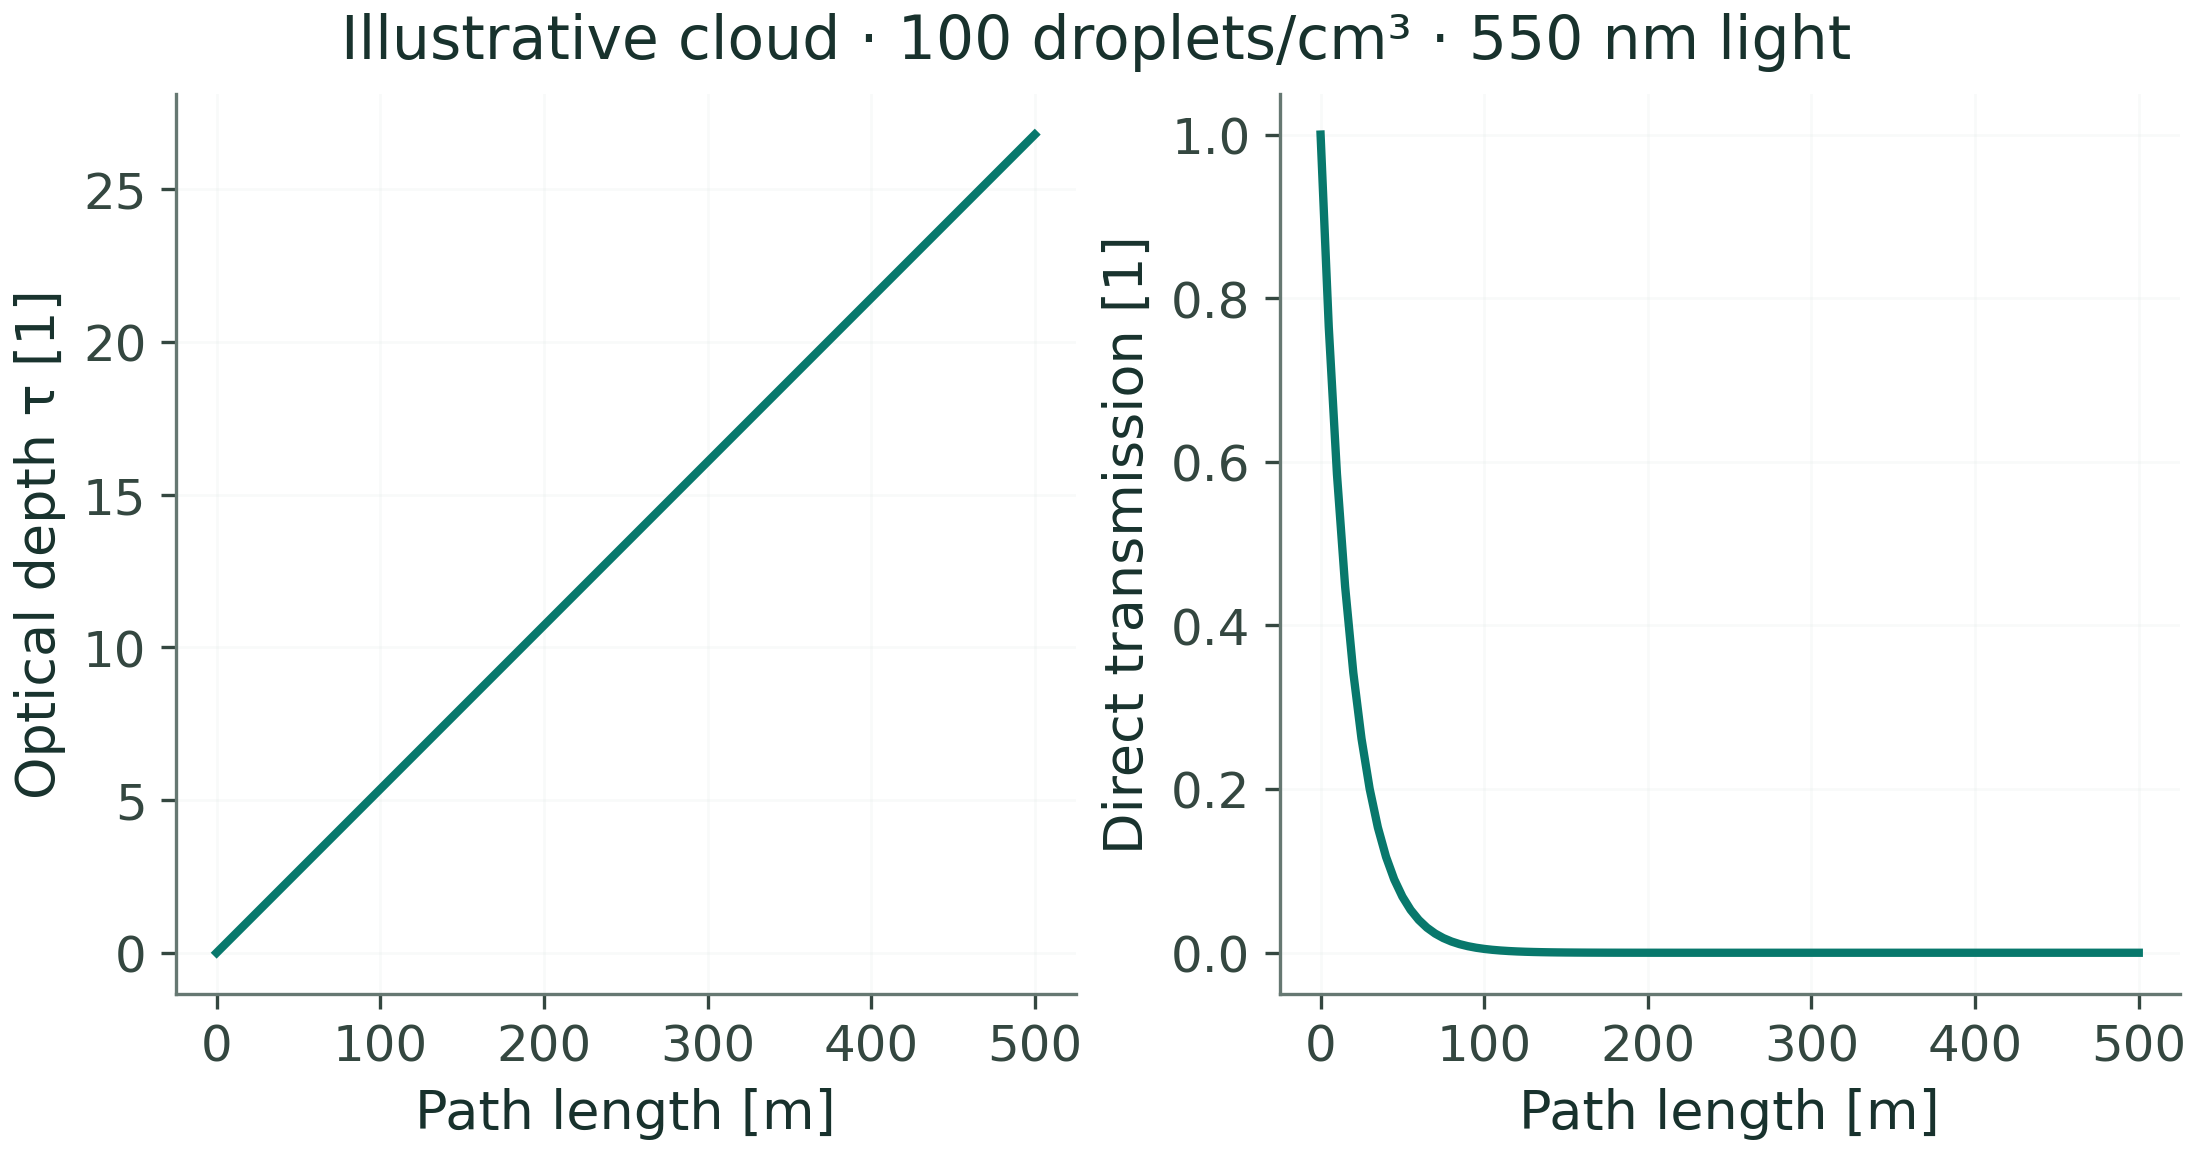 Illustrative cloud · 100 droplets/cm³ · 550 nm light
Optical depth τ [1]
25
20
15
10
5
0
0 100 200 300 400 500
Path length [m]
Direct transmission [1]
1.0
0.8
0.6
0.4
0.2
0.0
0 100 200 300 400 500
Path length [m]